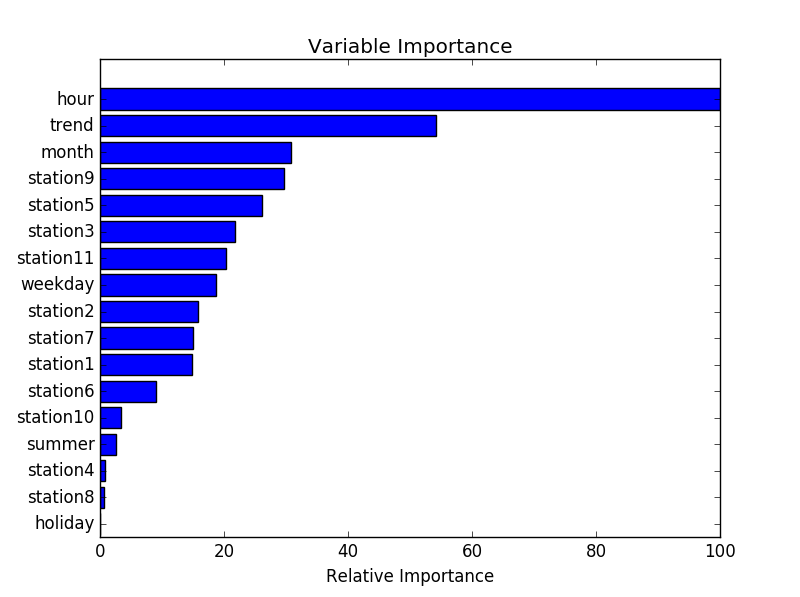 Variable Importance
hour
trend
month
station9
station5
station3
station11
weekday
station2
station7
station1
station6
station10
summer
station4
station8
holiday
0 20 40 60 80 100
Relative Importance